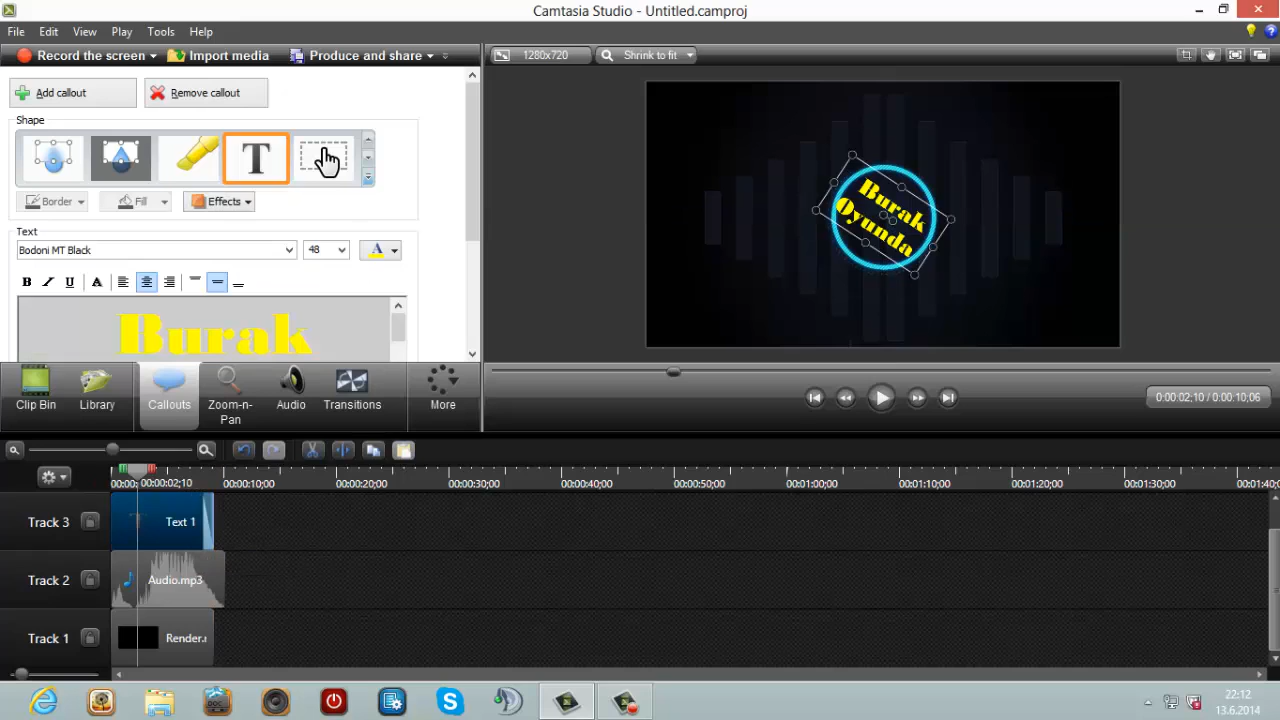 Camtasia Studio - Untitled.camproj
File Edit View Play Tools Help
Record the screen Import media Produce and share
1280x720 Shrink to fit
Add callout Remove callout
Shape
T
Border Fill Effects
Text
Bodoni MT Black 48 A
B I U A
Burak
Burak
Oyunda
Clip Bin Library Callouts Zoom-n-Pan Audio Transitions More
0:00:02;10 / 0:00:10;06
00:00; 00:00:02;10 00:00:10;00 00:00:20;00 00:00:30;00 00:00:40;00 00:00:50;00 00:01:00;00 00:01:10;00 00:01:20;00 00:01:30;00 00:01:40;0
Track 3 Text 1
Track 2 Audio.mp3
Track 1 Render.
22:12
13.6.2014